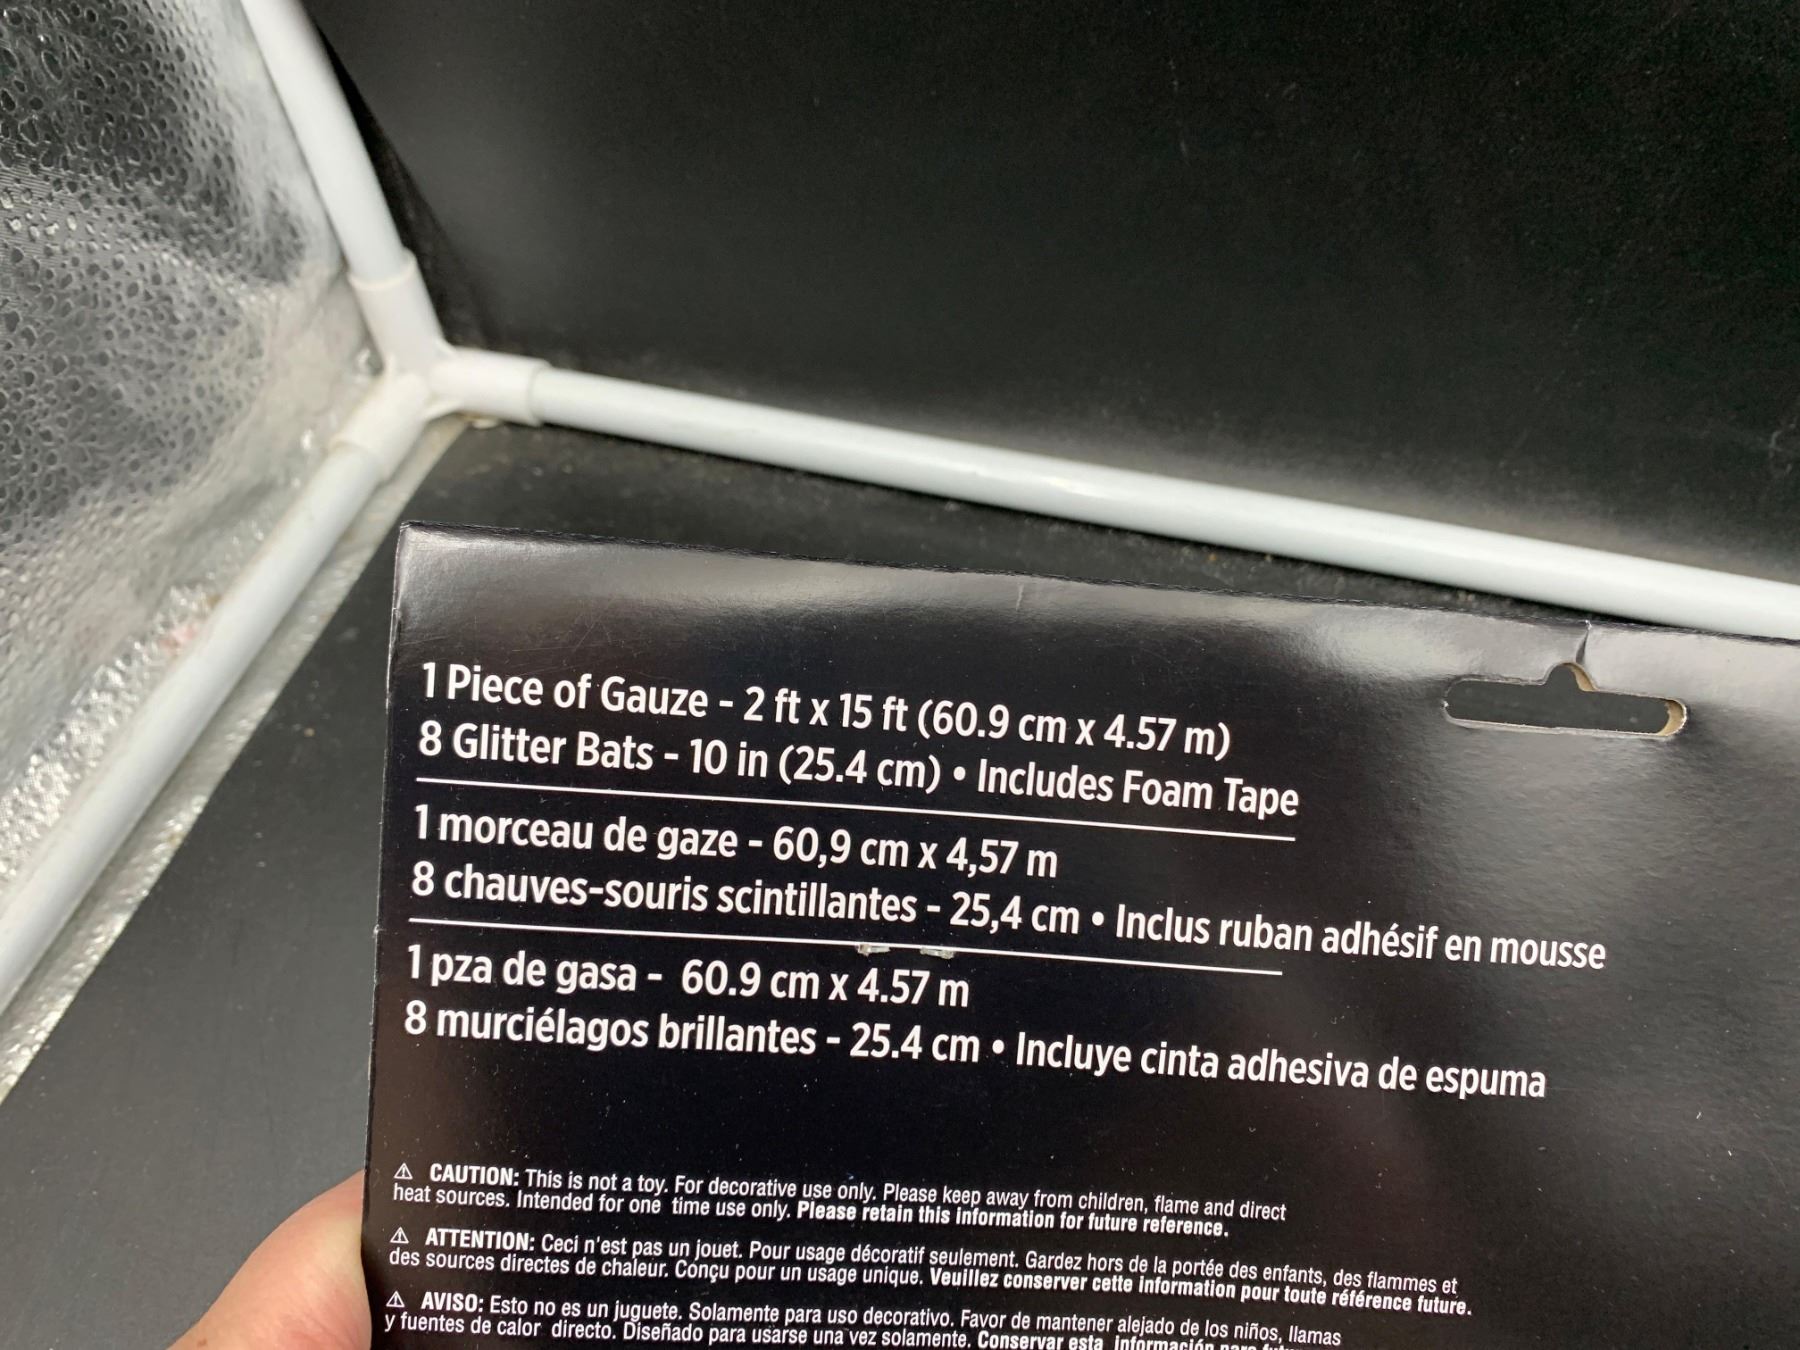 1 Piece of Gauze - 2 ft x 15 ft (60.9 cm x 4.57 m)
8 Glitter Bats - 10 in (25.4 cm) • Includes Foam Tape
1 morceau de gaze - 60,9 cm x 4,57 m
8 chauves-souris scintillantes - 25,4 cm • Inclus ruban adhésif en mousse
1 pza de gasa - 60.9 cm x 4.57 m
8 murciélagos brillantes - 25.4 cm • Incluye cinta adhesiva de espuma
⚠ CAUTION: This is not a toy. For decorative use only. Please keep away from children, flame and direct
heat sources. Intended for one time use only. Please retain this information for future reference.
⚠ ATTENTION: Ceci n'est pas un jouet. Pour usage décoratif seulement. Gardez hors de la portée des enfants, des flammes et
des sources directes de chaleur. Conçu pour un usage unique. Veuillez conserver cette information pour toute référence future.
⚠ AVISO: Esto no es un juguete. Solamente para uso decorativo. Favor de mantener alejado de los niños, llamas
y fuentes de calor directo. Diseñado para usarse una vez solamente. Conservar esta información para